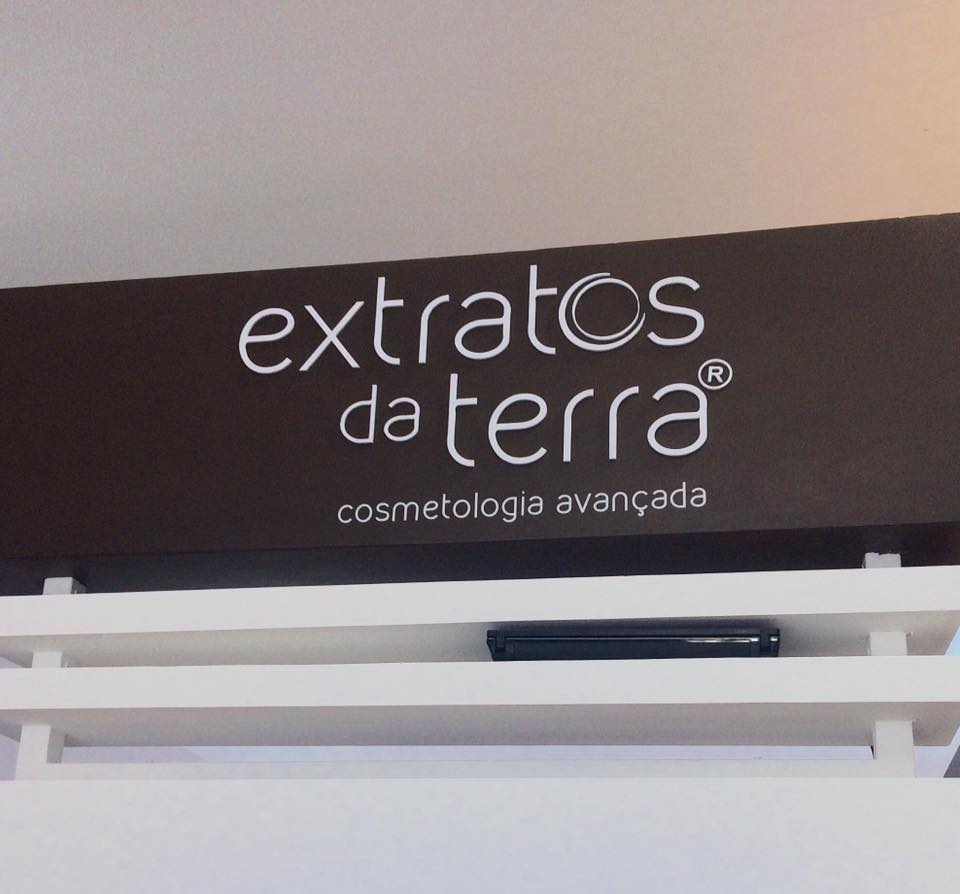 extratos
da terra®
cosmetologia avançada